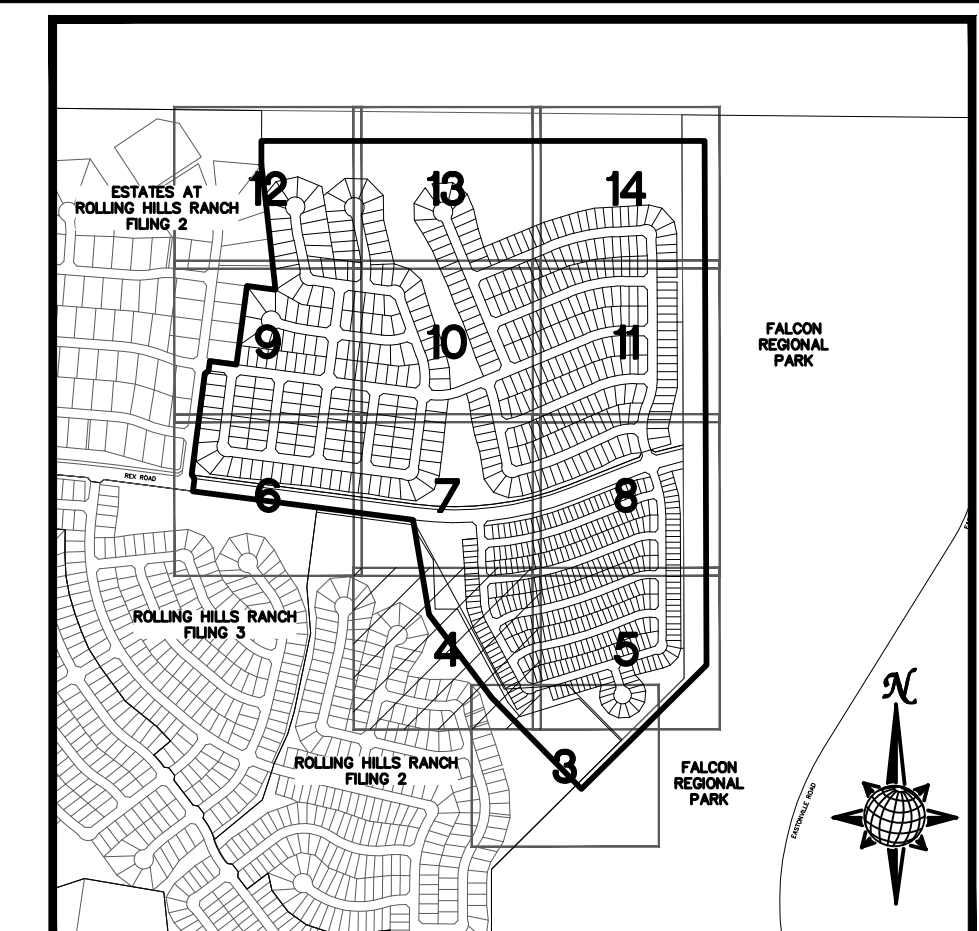 12
13
14
ESTATES AT
ROLLING HILLS RANCH
FILING 2
9
10
11
FALCON
REGIONAL
PARK
REX ROAD
6
7
8
ROLLING HILLS RANCH
FILING 3
4
5
N
ROLLING HILLS RANCH
FILING 2
3
FALCON
REGIONAL
PARK
EASTONVILLE ROAD